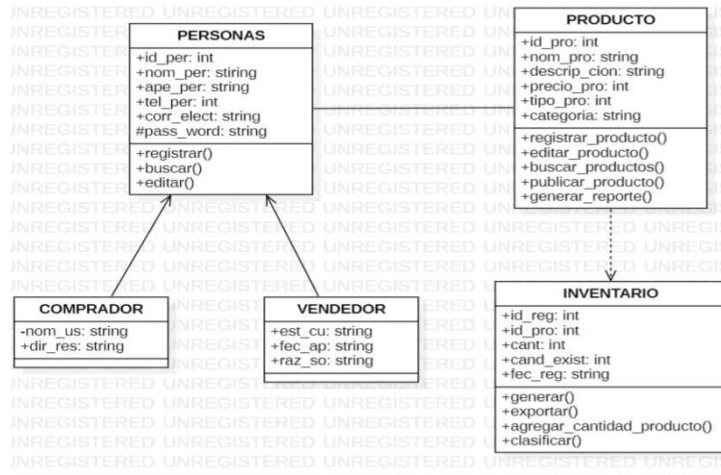 PERSONAS
+id_per: int
+nom_per: stiring
+ape_per: string
+tel_per: int
+corr_elect: string
#pass_word: string
+registrar()
+buscar()
+editar()
PRODUCTO
+id_pro: int
+nom_pro: string
+descrip_cion: string
+precio_pro: int
+tipo_pro: int
+categoria: string
+registrar_producto()
+editar_producto()
+buscar_productos()
+publicar_producto()
+generar_reporte()
COMPRADOR
-nom_us: string
+dir_res: string
VENDEDOR
+est_cu: string
+fec_ap: string
+raz_so: string
INVENTARIO
+id_reg: int
+id_pro: int
+cant: int
+cand_exist: int
+fec_reg: string
+generar()
+exportar()
+agregar_cantidad_producto()
+clasificar()